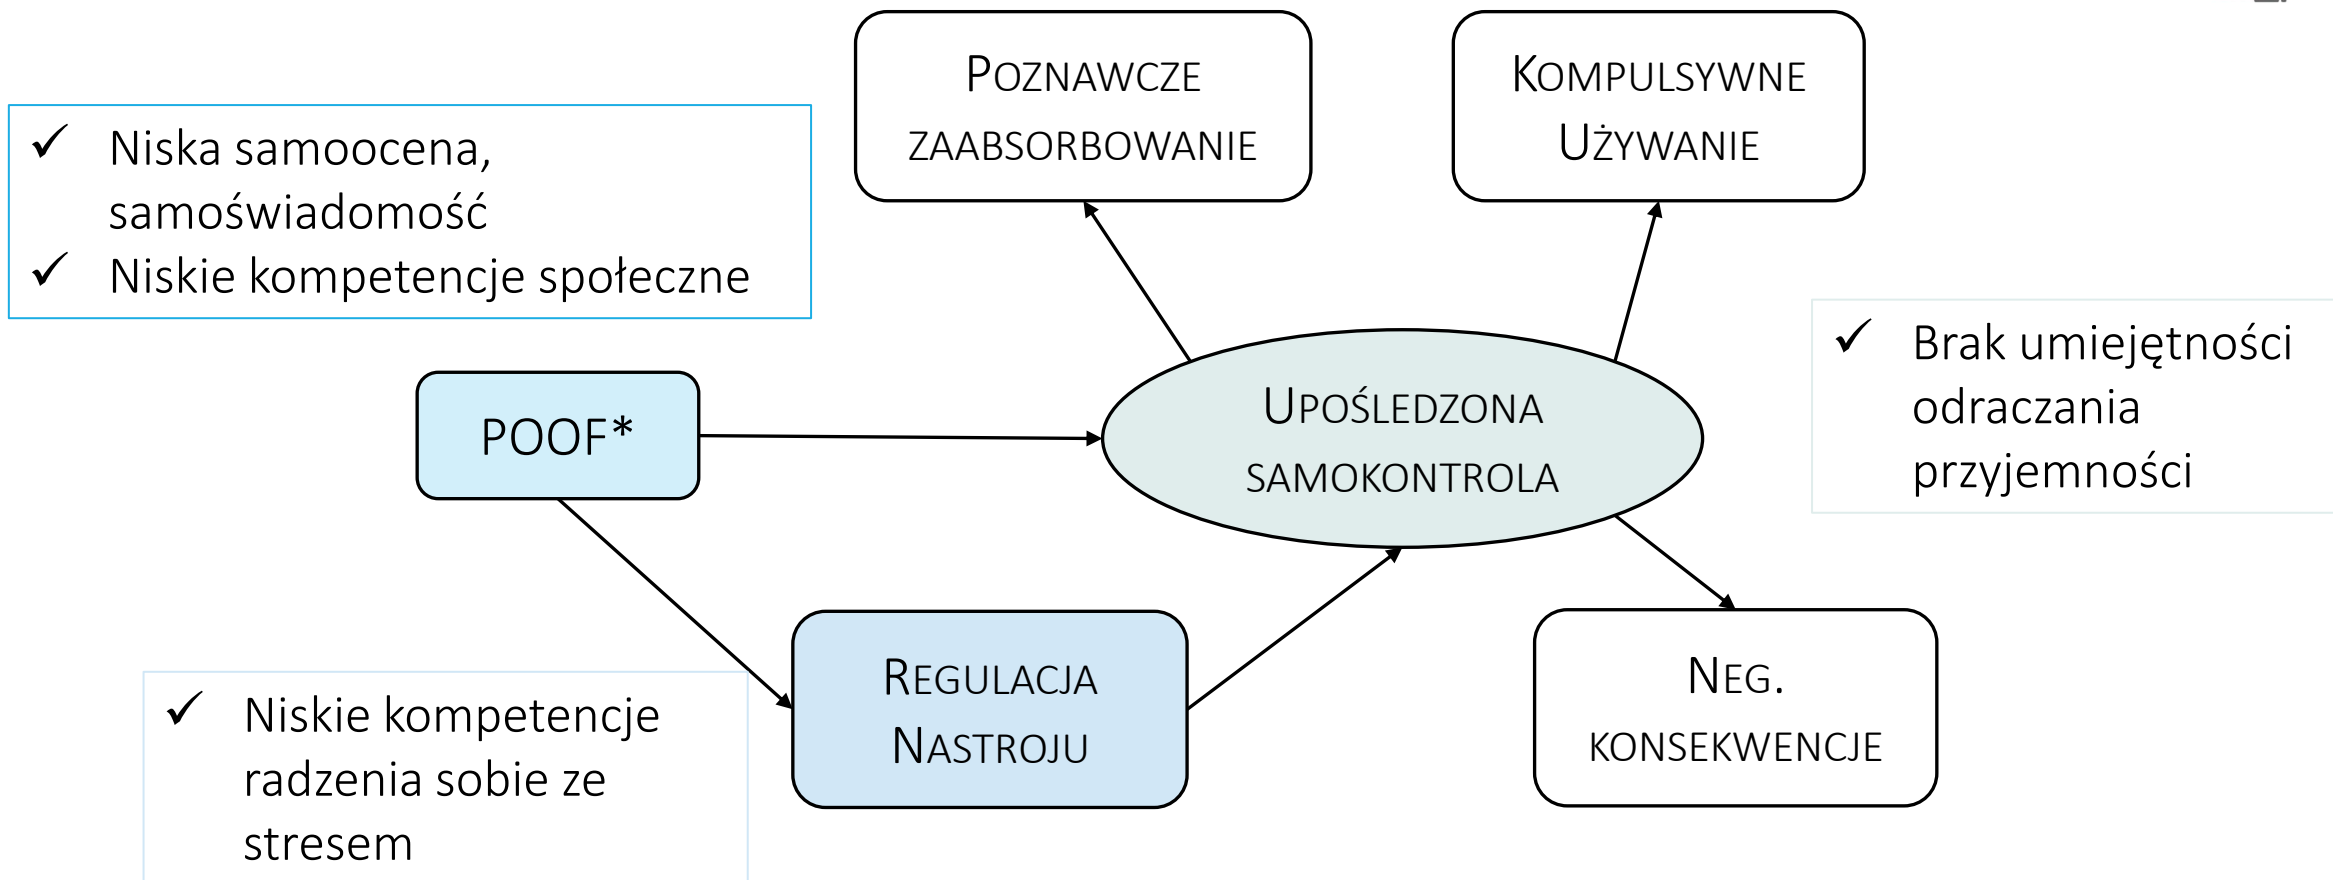 POZNAWCZE
ZAABSORBOWANIE
KOMPULSYWNE
UŻYWANIE
✓ Niska samoocena,
samoświadomość
✓ Niskie kompetencje społeczne
✓ Brak umiejętności
odraczania
przyjemności
POOF*
UPOŚLEDZONA
SAMOKONTROLA
REGULACJA
NASTROJU
NEG.
KONSEKWENCJE
✓ Niskie kompetencje
radzenia sobie ze
stresem